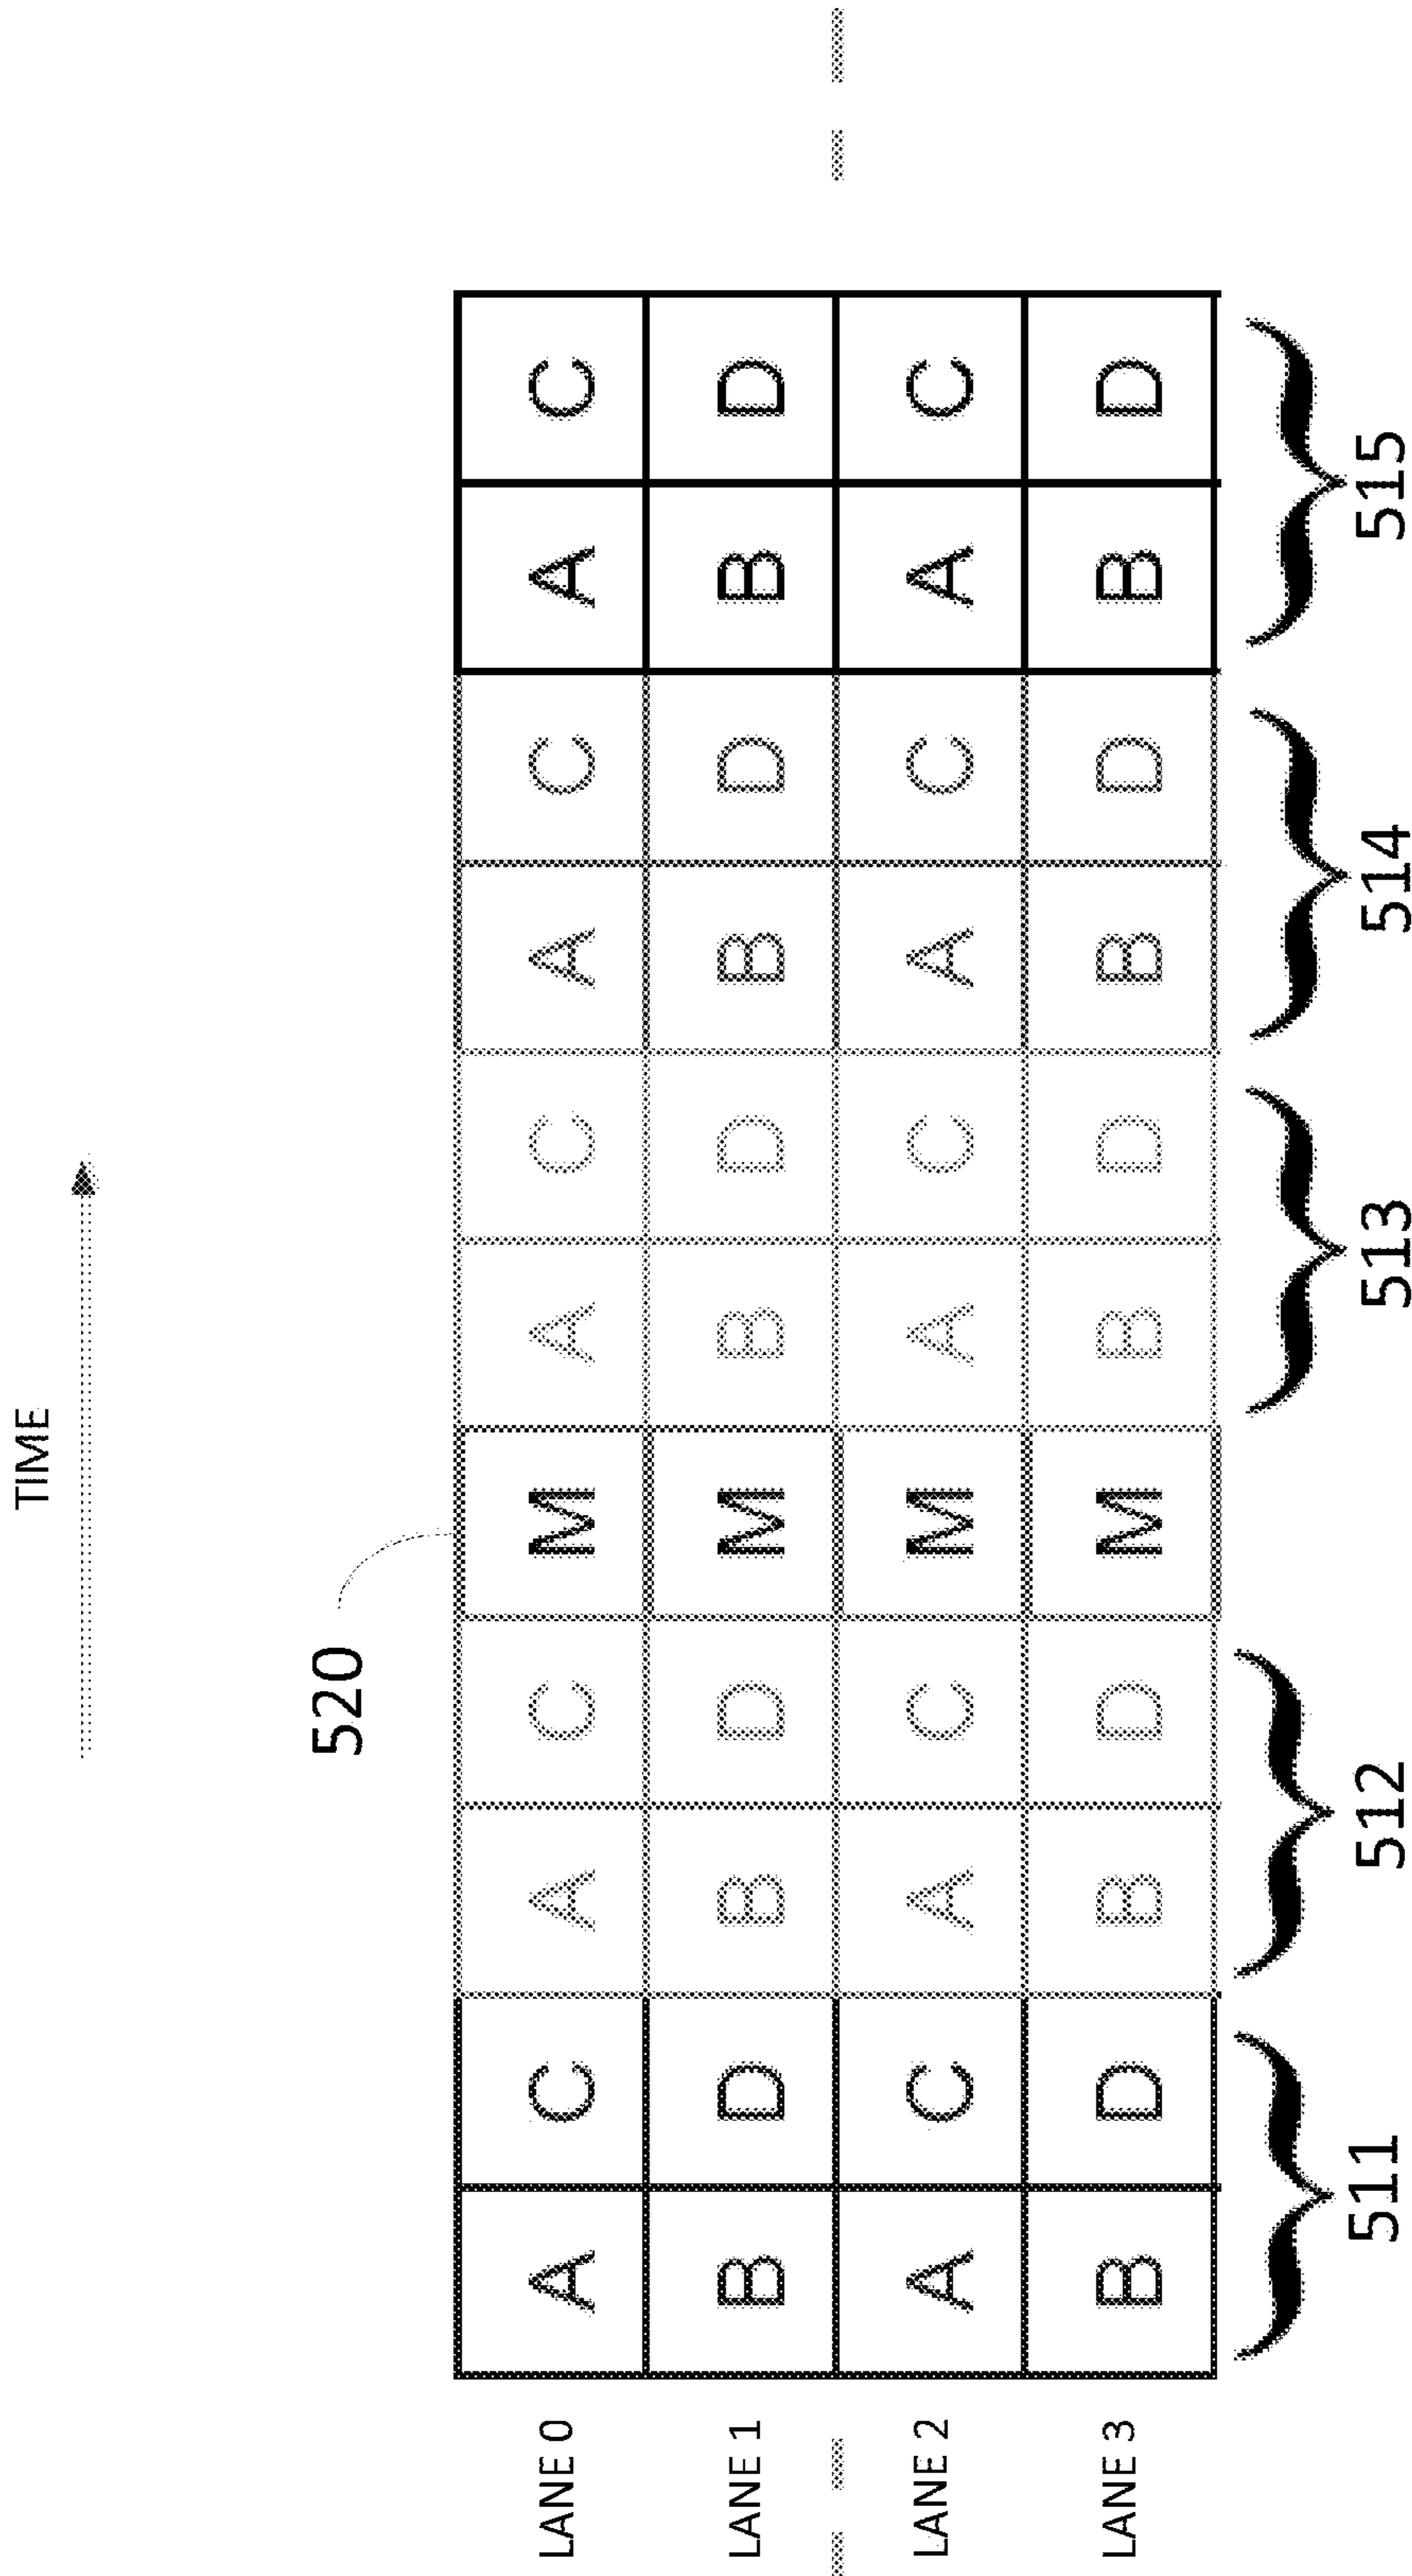 TIME
520
LANE 0 A C A C M A C A C A C
LANE 1 B D B D M B D B D B D
LANE 2 A C A C M A C A C A C
LANE 3 B D B D M B D B D B D
511 512 513 514 515